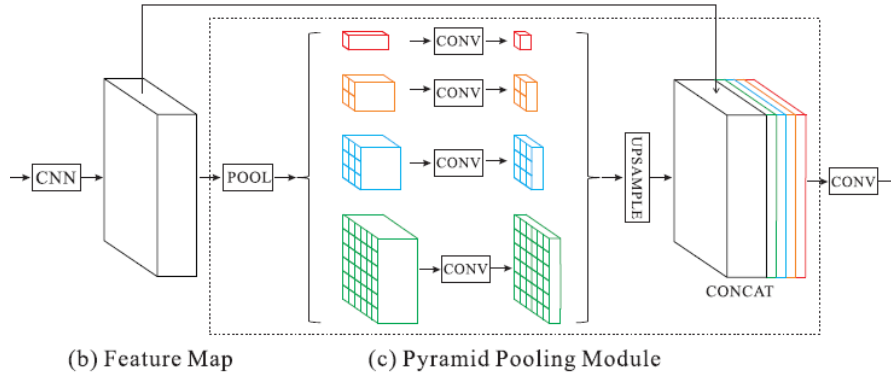 CNN
POOL
CONV
CONV
CONV
CONV
UPSAMPLE
CONCAT
CONV
(b) Feature Map
(c) Pyramid Pooling Module